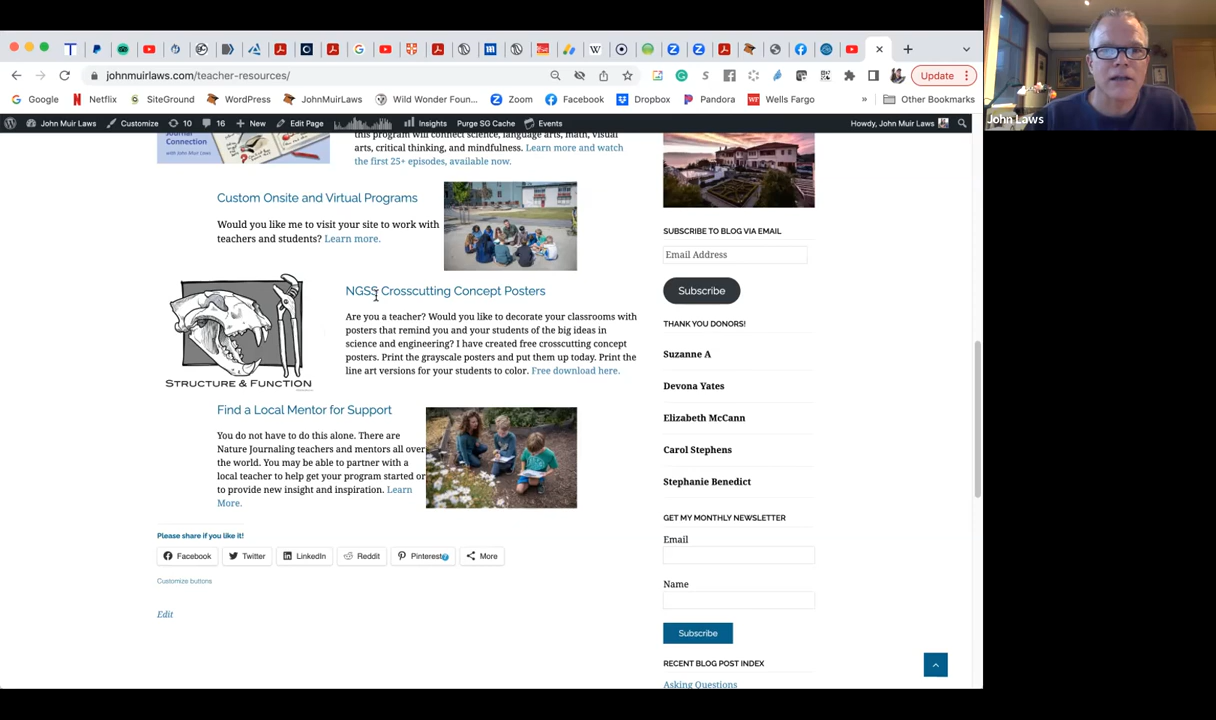 johnmuirlaws.com/teacher-resources/
Update
Google
Netflix
SiteGround
WordPress
JohnMuirLaws
Wild Wonder Foun...
Zoom
Facebook
Dropbox
Pandora
Wells Fargo
»
Other Bookmarks
John Muir Laws
Customize
10
16
+ New
Edit Page
Insights
Purge SG Cache
Events
Howdy, John Muir Laws
John Laws
Connection
with John Muir Laws
this program will connect science, language arts, math, visual
arts, critical thinking, and mindfulness. Learn more and watch
the first 25+ episodes, available now.
Custom Onsite and Virtual Programs
Would you like me to visit your site to work with
teachers and students? Learn more.
STRUCTURE & FUNCTION
NGSS Crosscutting Concept Posters
Are you a teacher? Would you like to decorate your classrooms with
posters that remind you and your students of the big ideas in
science and engineering? I have created free crosscutting concept
posters. Print the grayscale posters and put them up today. Print the
line art versions for your students to color. Free download here.
Find a Local Mentor for Support
You do not have to do this alone. There are
Nature Journaling teachers and mentors all over
the world. You may be able to partner with a
local teacher to help get your program started or
to provide new insight and inspiration. Learn
More.
Please share if you like it!
Facebook
Twitter
LinkedIn
Reddit
Pinterest
More
Customize buttons
Edit
SUBSCRIBE TO BLOG VIA EMAIL
Email Address
Subscribe
THANK YOU DONORS!
Suzanne A
Devona Yates
Elizabeth McCann
Carol Stephens
Stephanie Benedict
GET MY MONTHLY NEWSLETTER
Email
Name
Subscribe
RECENT BLOG POST INDEX
Asking Questions